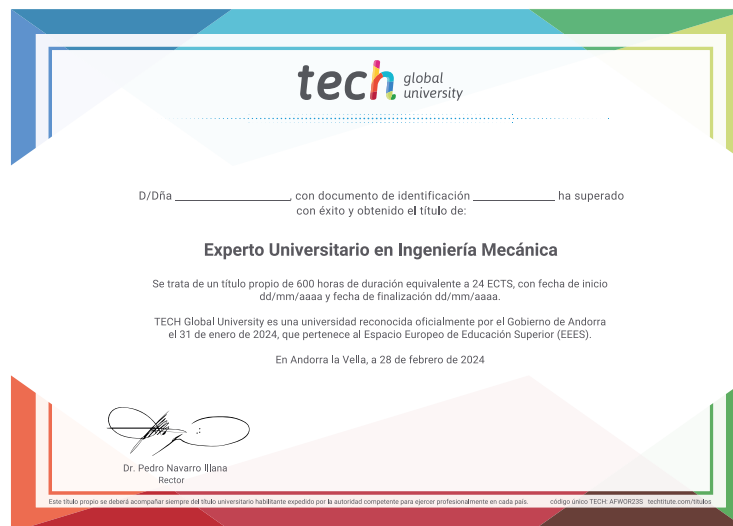 tech global university
D/Dña ____________________, con documento de identificación ______________ ha superado
con éxito y obtenido el título de:
Experto Universitario en Ingeniería Mecánica
Se trata de un título propio de 600 horas de duración equivalente a 24 ECTS, con fecha de inicio
dd/mm/aaaa y fecha de finalización dd/mm/aaaa.
TECH Global University es una universidad reconocida oficialmente por el Gobierno de Andorra
el 31 de enero de 2024, que pertenece al Espacio Europeo de Educación Superior (EEES).
En Andorra la Vella, a 28 de febrero de 2024
Dr. Pedro Navarro Illana
Rector
Este título propio se deberá acompañar siempre del título universitario habilitante expedido por la autoridad competente para ejercer profesionalmente en cada país. código único TECH: AFWOR23S techtitute.com/titulos